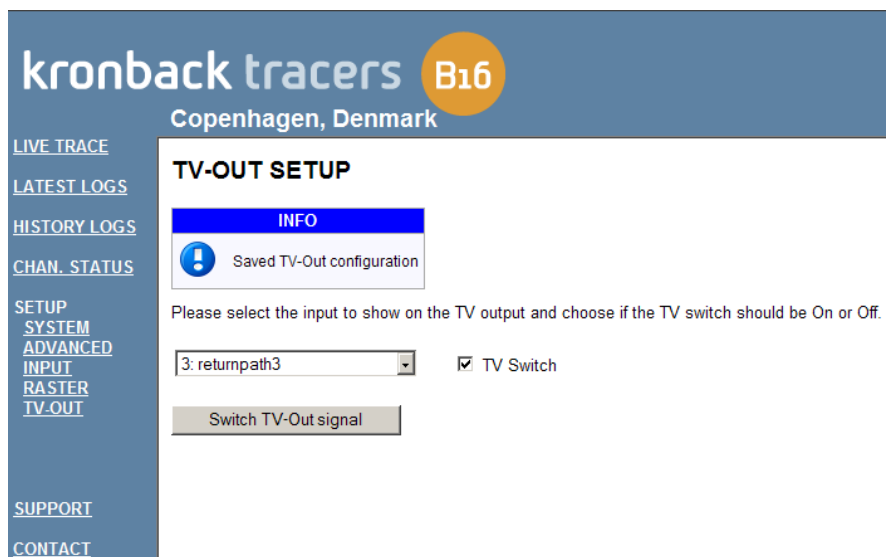 kronback tracers B16
Copenhagen, Denmark
LIVE TRACE
LATEST LOGS
HISTORY LOGS
CHAN. STATUS
SETUP
SYSTEM
ADVANCED
INPUT
RASTER
TV-OUT
SUPPORT
CONTACT
TV-OUT SETUP
INFO
Saved TV-Out configuration
Please select the input to show on the TV output and choose if the TV switch should be On or Off.
3: returnpath3
TV Switch
Switch TV-Out signal